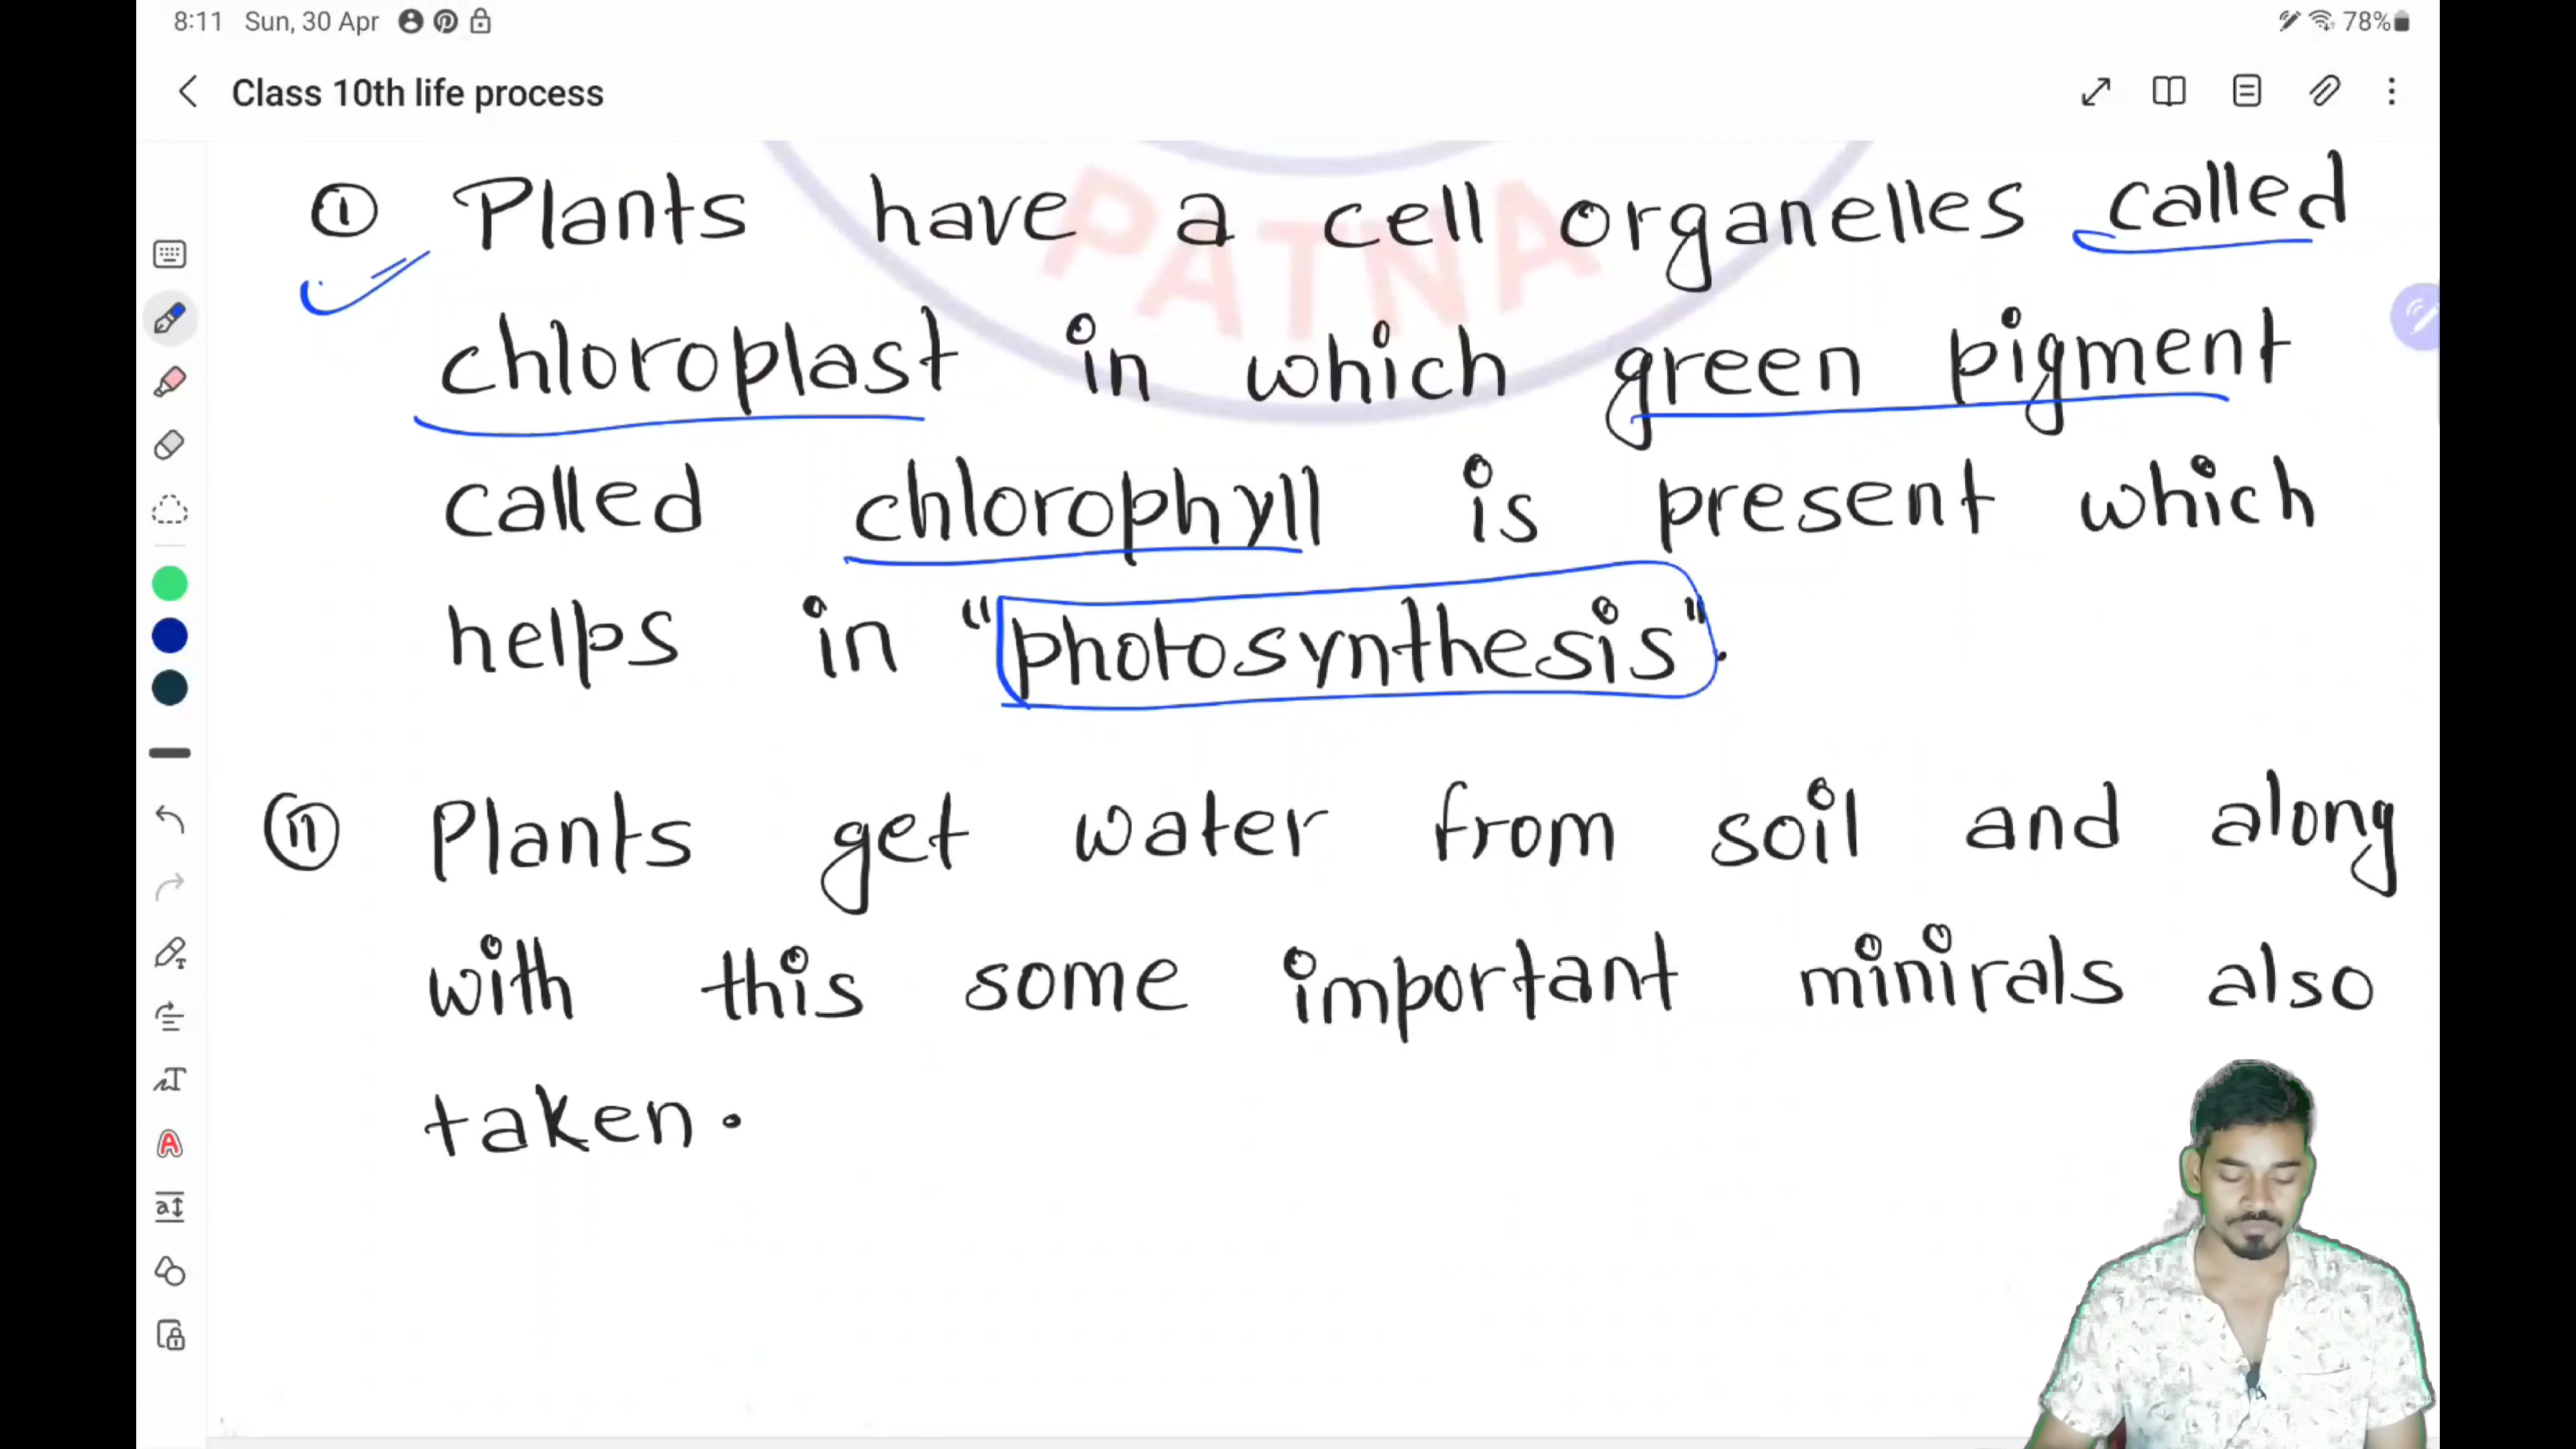 8:11 Sun, 30 Apr 78%
Class 10th life process
PATNA
① Plants have a cell organelles called
chloroplast in which green pigment
called chlorophyll is present which
helps in "photosynthesis".
ⓘⓘ Plants get water from soil and along
with this some important minirals also
taken.